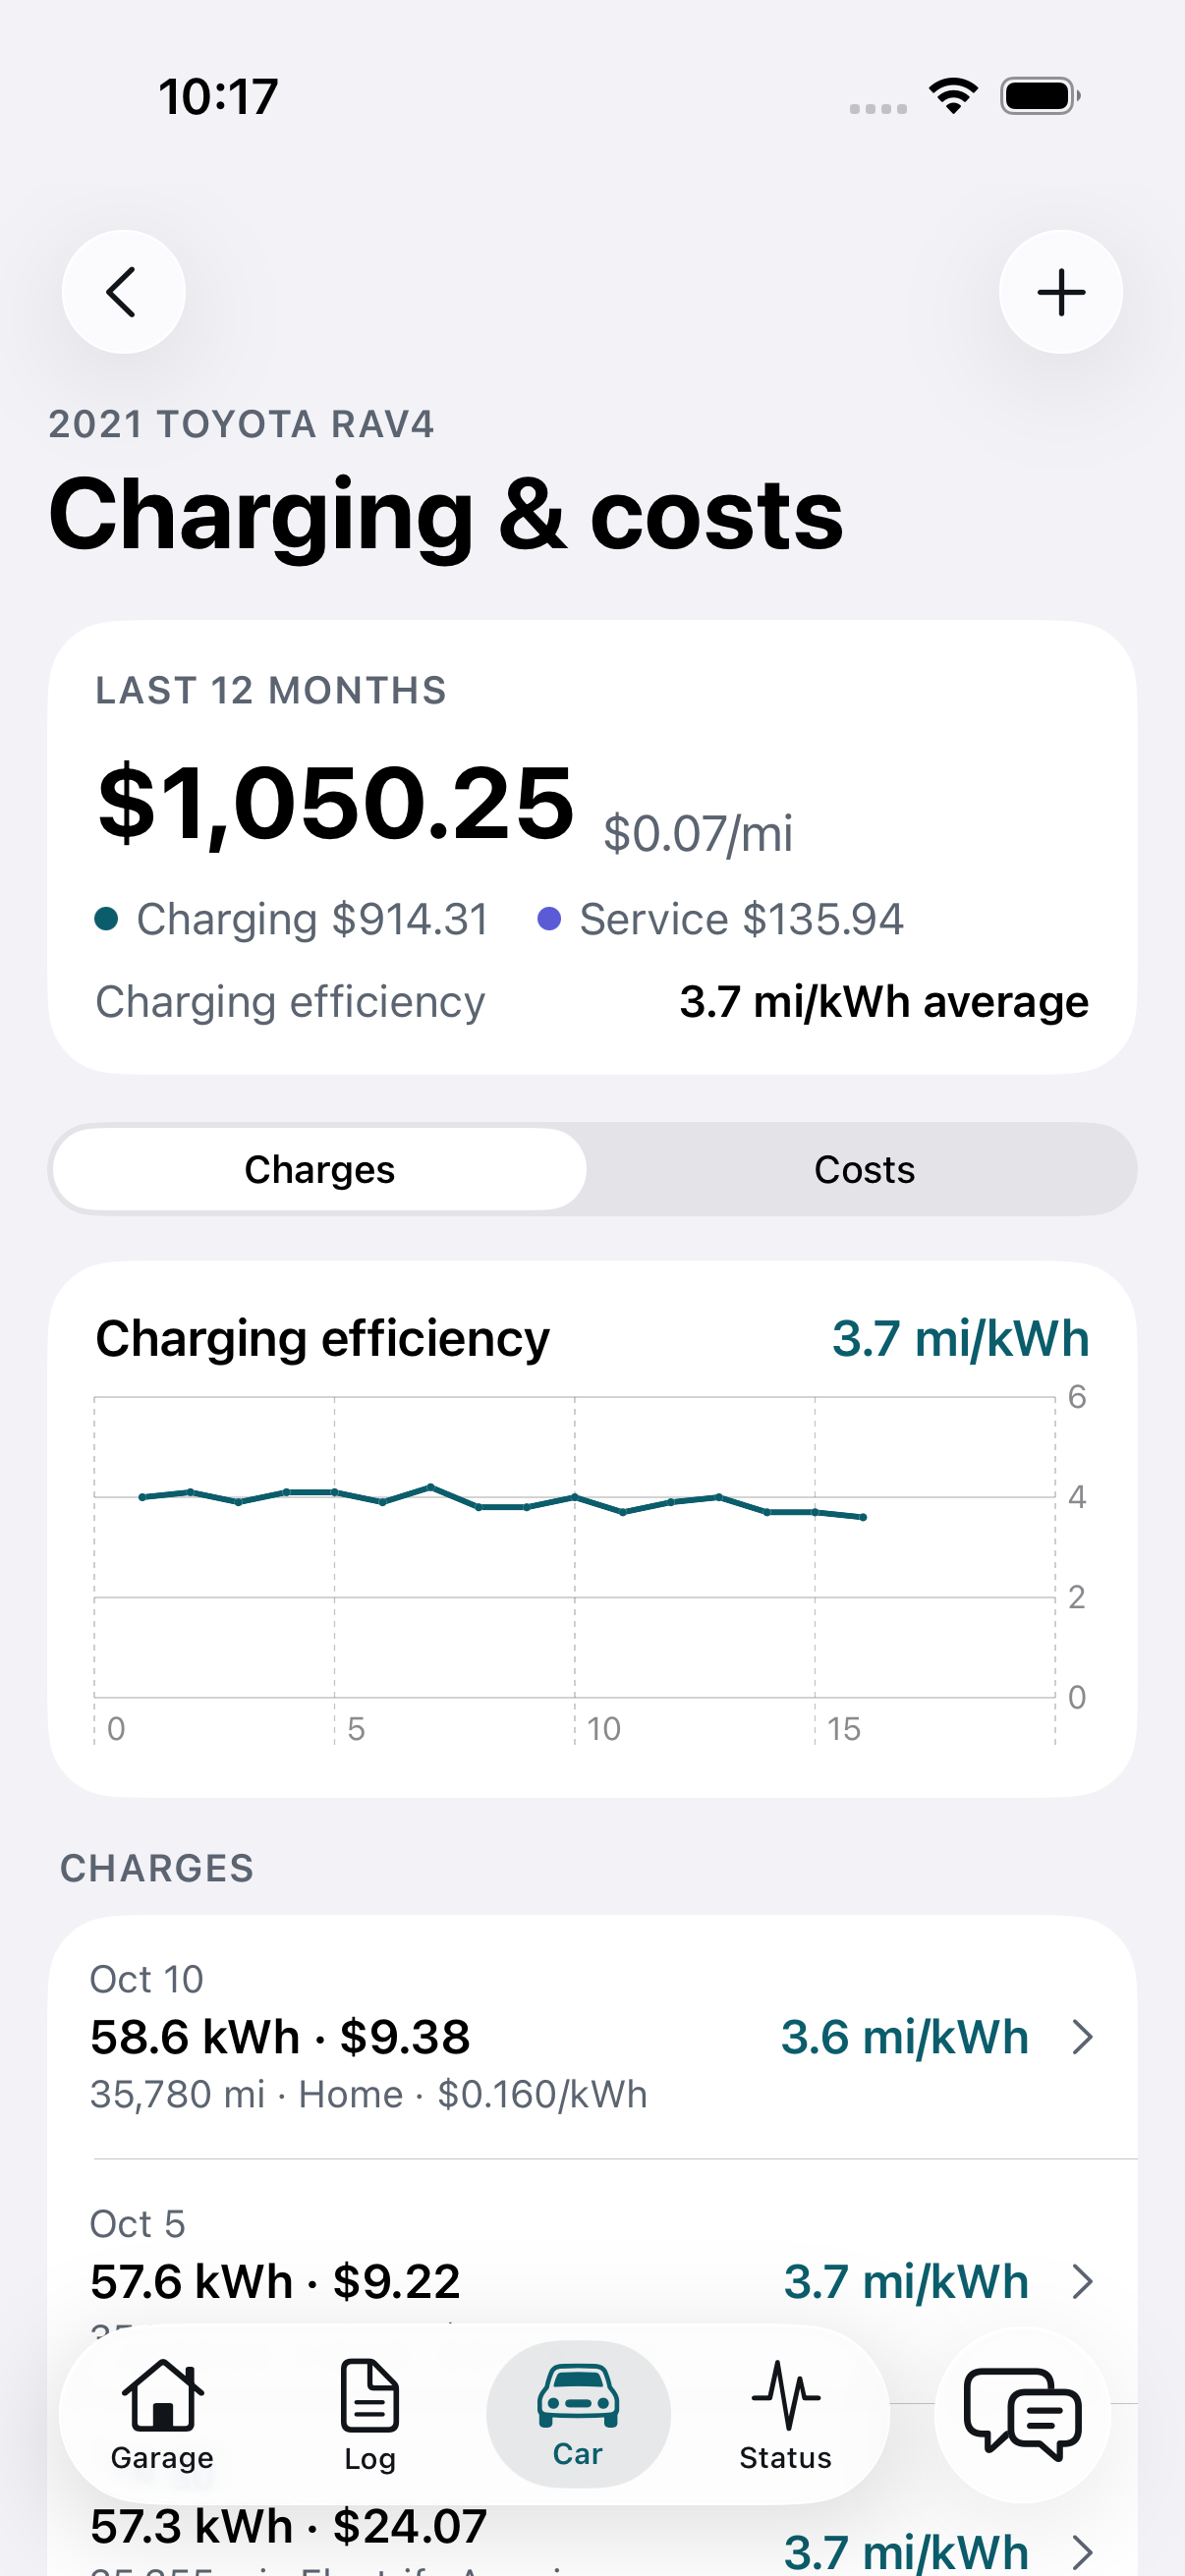 10:17
2021 TOYOTA RAV4
Charging & costs
LAST 12 MONTHS
$1,050.25 $0.07/mi
Charging $914.31 Service $135.94
Charging efficiency 3.7 mi/kWh average
Charges Costs
Charging efficiency 3.7 mi/kWh
6
4
2
0
0 5 10 15
CHARGES
Oct 10
58.6 kWh · $9.38 3.6 mi/kWh
35,780 mi · Home · $0.160/kWh
Oct 5
57.6 kWh · $9.22 3.7 mi/kWh
Garage Log Car Status
57.3 kWh · $24.07 3.7 mi/kWh